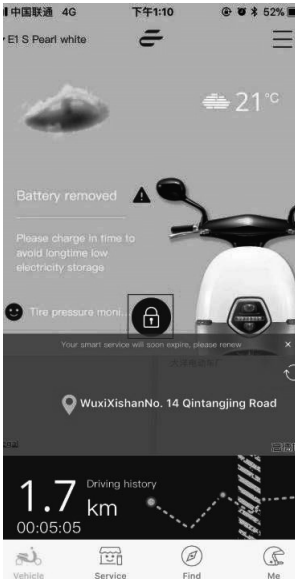 中国联通 4G 下午1:10 52%
E1 S Pearl white
21°C
Battery removed
Please charge in time to
avoid longtime low
electricity storage
Tire pressure moni...
Your smart service will soon expire, please renew ×
WuxiXishanNo. 14 Qintangjing Road
1.7 km
Driving history
00:05:05
Vehicle Service Find Me